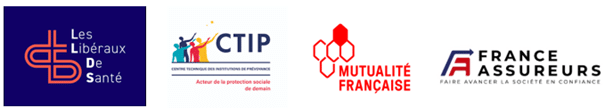 Les
Libéraux
De
Santé
CTIP
CENTRE TECHNIQUE DES INSTITUTIONS DE PRÉVOYANCE
Acteur de la protection sociale
de demain
MUTUALITÉ
FRANÇAISE
FRANCE
ASSUREURS
FAIRE AVANCER LA SOCIÉTÉ EN CONFIANCE